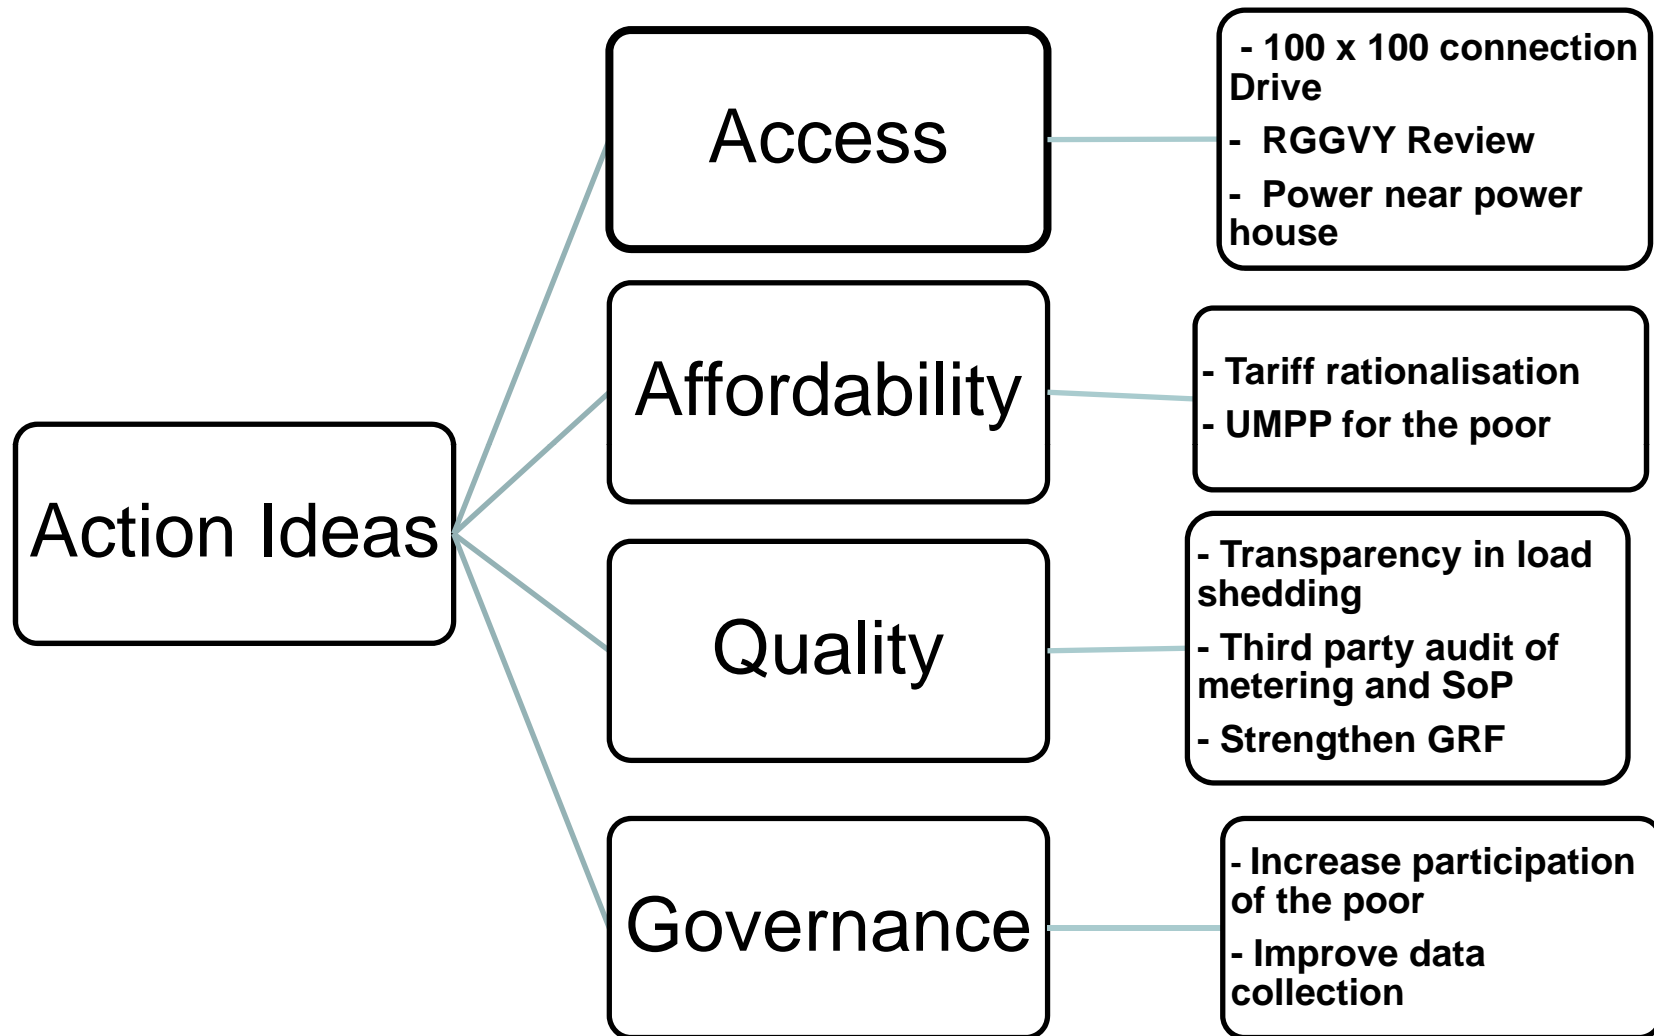 Action Ideas
Access
- 100 x 100 connection
Drive
- RGGVY Review
- Power near power
house
Affordability
- Tariff rationalisation
- UMPP for the poor
Quality
- Transparency in load
shedding
- Third party audit of
metering and SoP
- Strengthen GRF
Governance
- Increase participation
of the poor
- Improve data
collection